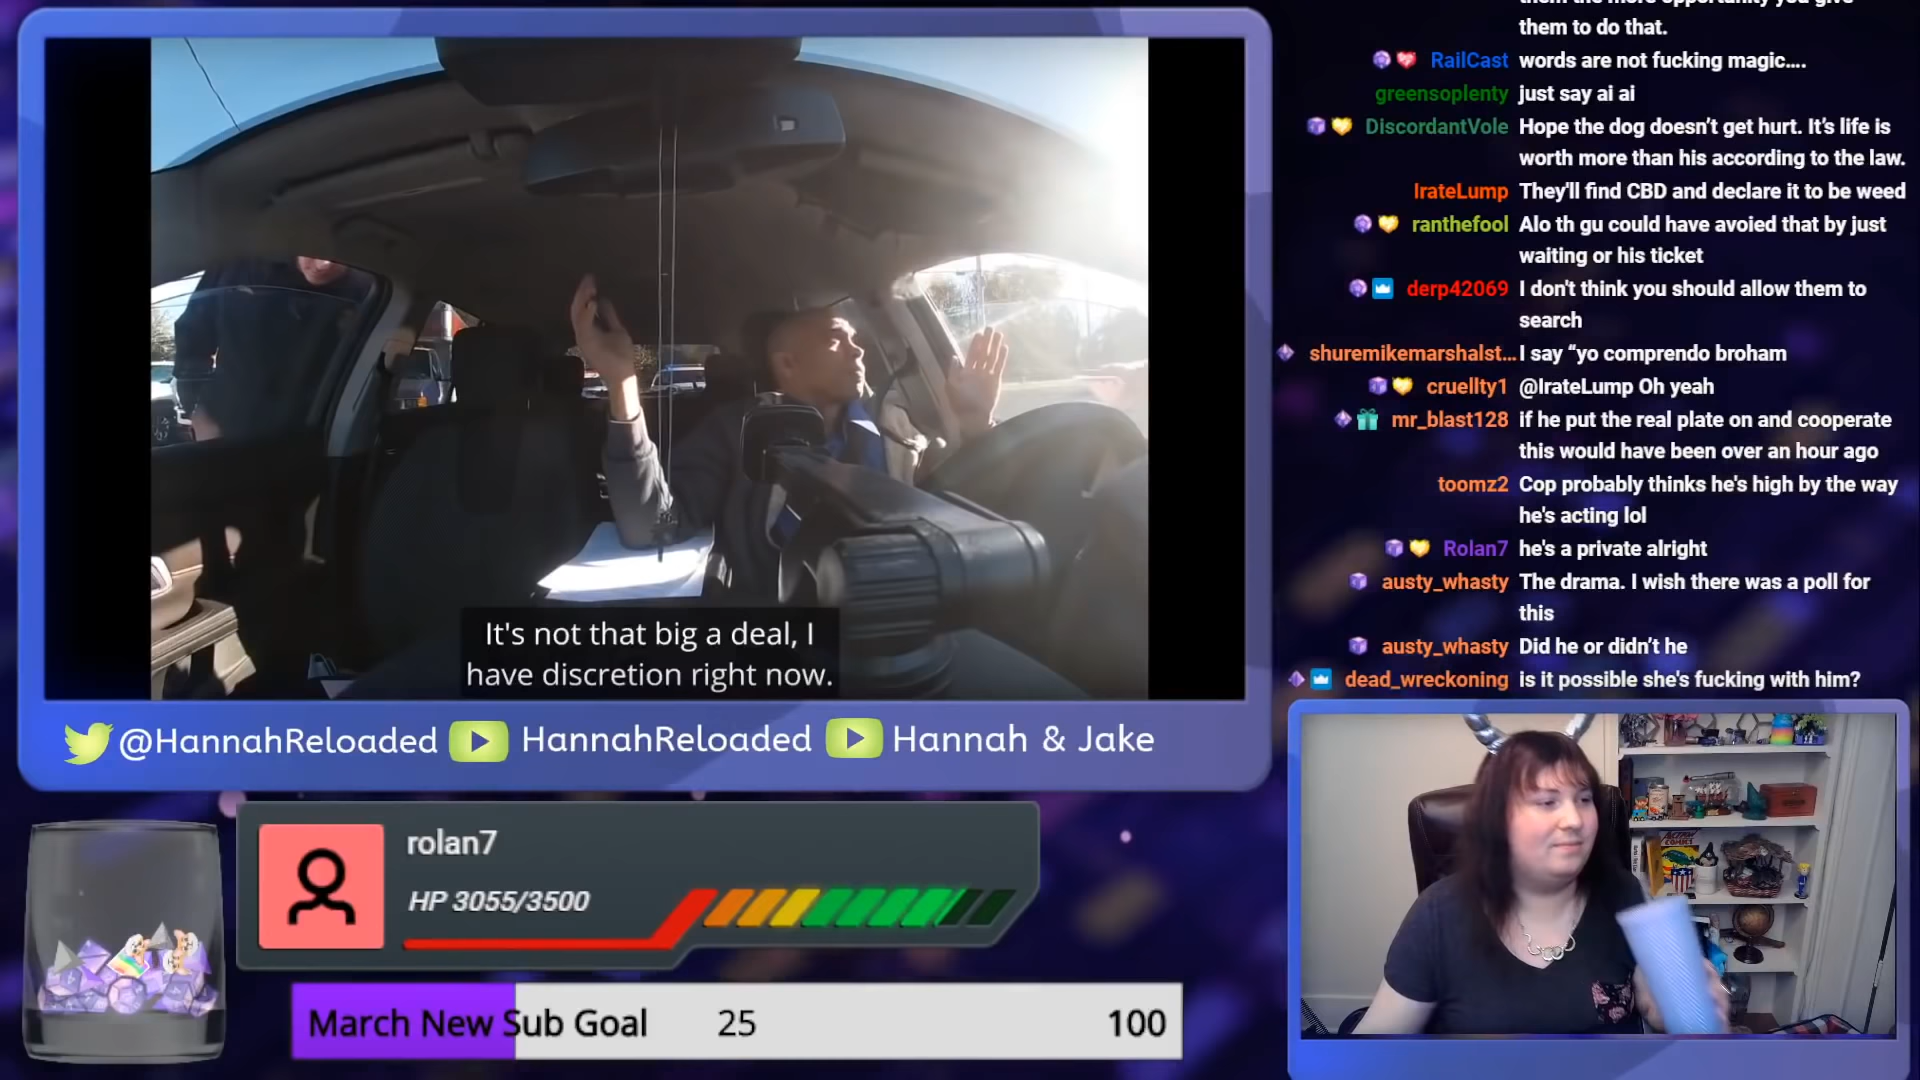 It's not that big a deal, I
have discretion right now.
@HannahReloaded HannahReloaded Hannah & Jake
rolan7
HP 3055/3500
March New Sub Goal 25 100
them to do that.
RailCast words are not fucking magic....
greensoplenty just say ai ai
DiscordantVole Hope the dog doesn't get hurt. It's life is
worth more than his according to the law.
IrateLump They'll find CBD and declare it to be weed
ranthefool Alo th gu could have avoied that by just
waiting or his ticket
derp42069 I don't think you should allow them to
search
shuremikemarshalst... I say “yo comprendo broham
cruellty1 @IrateLump Oh yeah
mr_blast128 if he put the real plate on and cooperate
this would have been over an hour ago
toomz2 Cop probably thinks he's high by the way
he's acting lol
Rolan7 he's a private alright
austy_whasty The drama. I wish there was a poll for
this
austy_whasty Did he or didn't he
dead_wreckoning is it possible she's fucking with him?